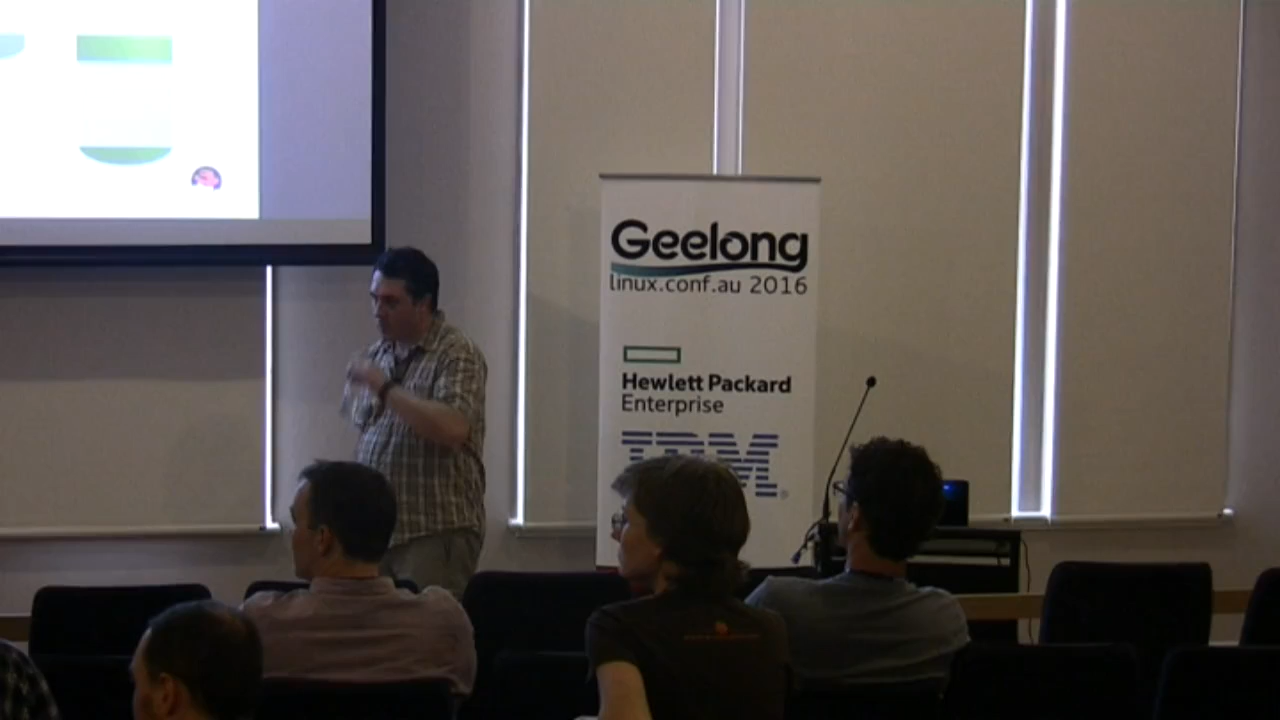 Geelong
linux.conf.au 2016
Hewlett Packard
Enterprise
IBM